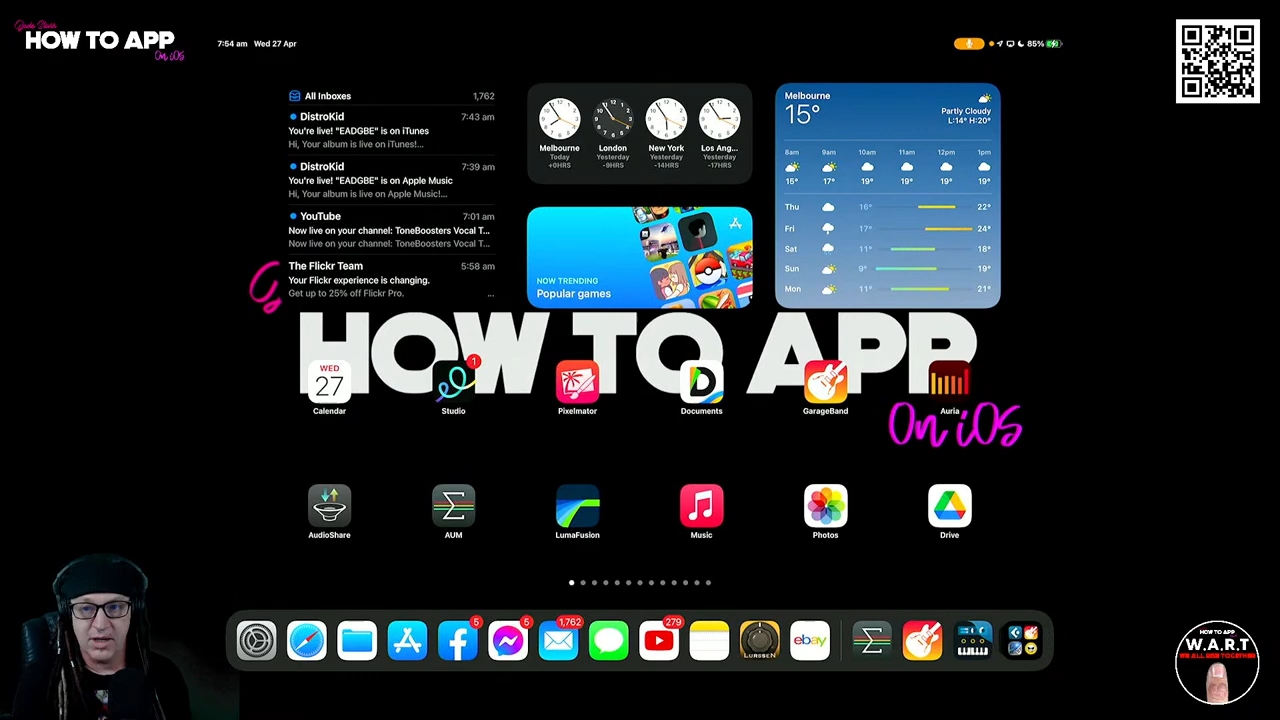 HOW TO APP
On iOS
7:54 am Wed 27 Apr
85%
All Inboxes 1,762
DistroKid 7:43 am
You're live! "EADGBE" is on iTunes
Hi, Your album is live on iTunes!...
DistroKid 7:39 am
You're live! "EADGBE" is on Apple Music
Hi, Your album is live on Apple Music!...
YouTube 7:01 am
Now live on your channel: ToneBoosters Vocal T...
Now live on your channel: ToneBoosters Vocal T...
The Flickr Team 5:58 am
Your Flickr experience is changing.
Get up to 25% off Flickr Pro. ...
Melbourne London New York Los Ang...
Today Yesterday Yesterday Yesterday
+0HRS -9HRS -14HRS -17HRS
NOW TRENDING
Popular games
Melbourne
15°
Partly Cloudy
L:14° H:20°
8am 9am 10am 11am 12pm 1pm
15° 17° 19° 19° 19° 19°
Thu 16° 22°
Fri 17° 24°
Sat 11° 18°
Sun 9° 19°
Mon 11° 21°
HOW TO APP
On iOS
WED
27
1
Calendar Studio Pixelmator Documents GarageBand Auria
AudioShare AUM LumaFusion Music Photos Drive
5 5 1,762 279
LURSSEN
ebay
HOW TO APP
W.A.R.T
WE ALL RISE TOGETHER